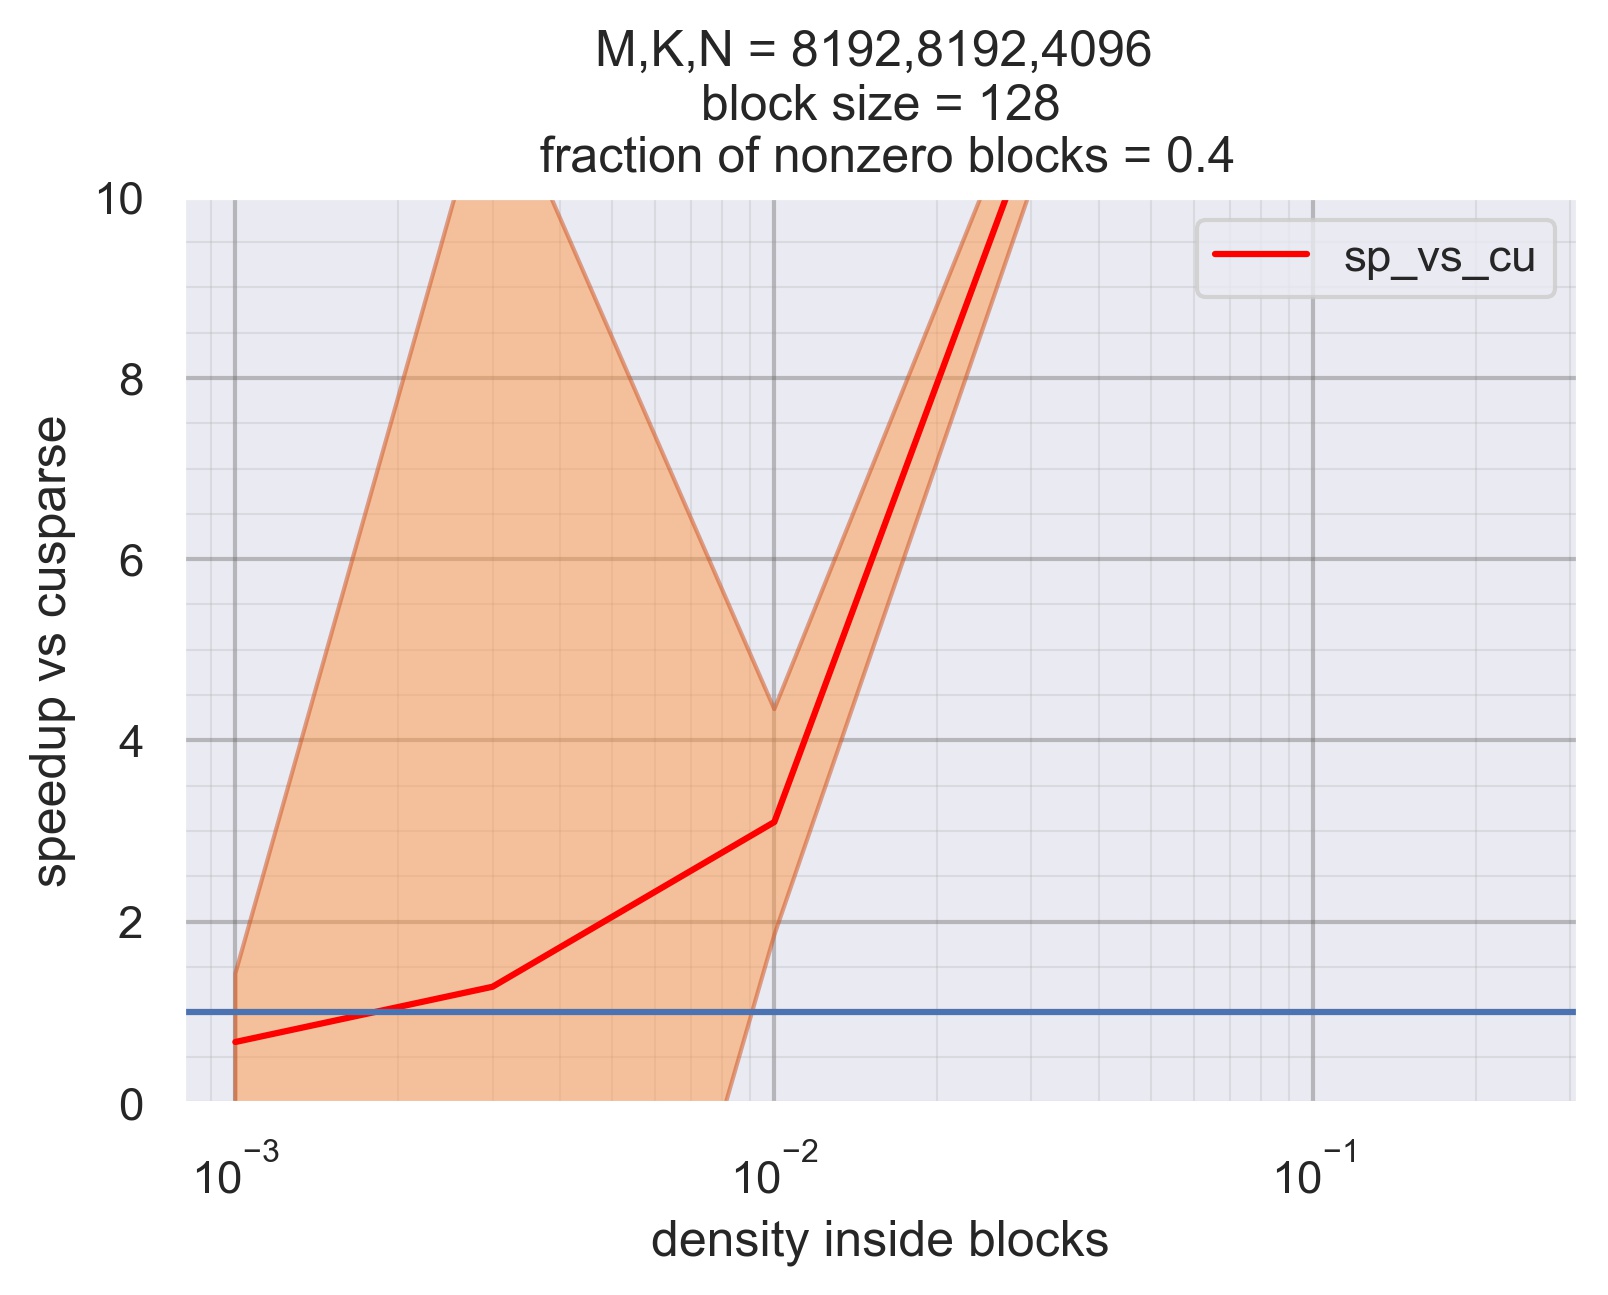 M,K,N = 8192,8192,4096
block size = 128
fraction of nonzero blocks = 0.4
10
8
6
4
2
0
speedup vs cusparse
sp_vs_cu
10⁻³
10⁻²
10⁻¹
density inside blocks